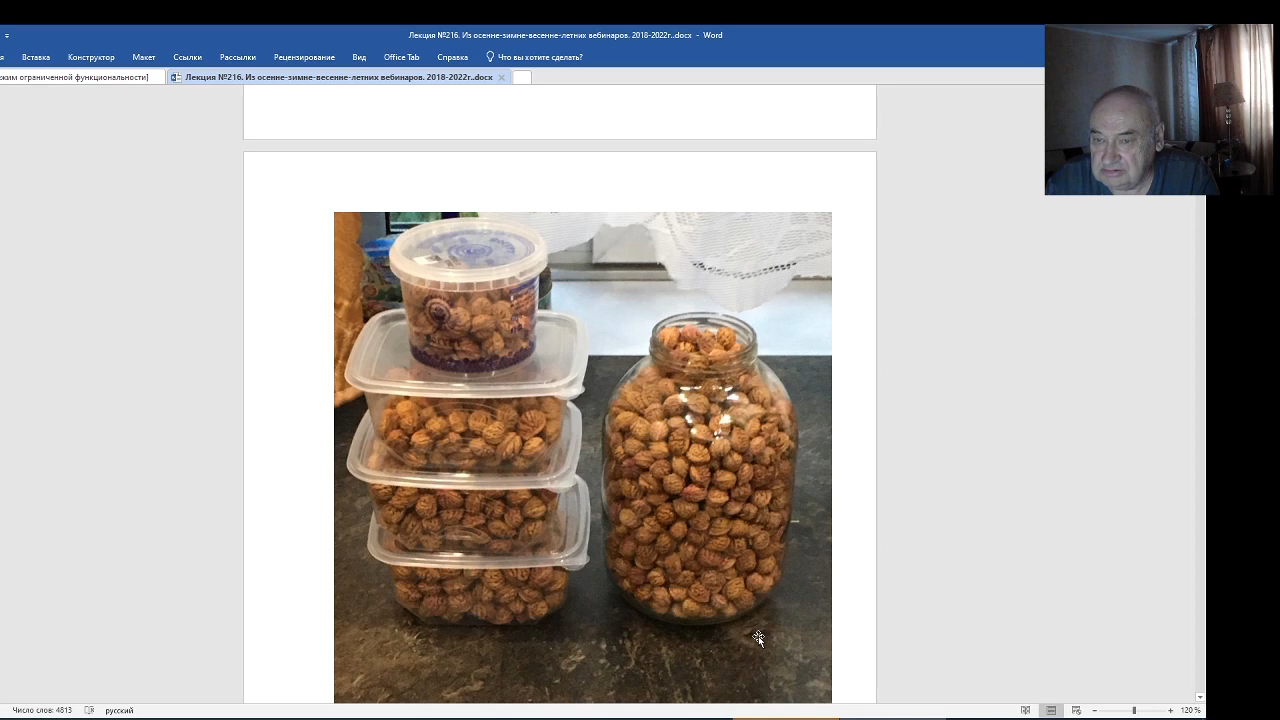 Лекция №216. Из осенне-зимне-весенне-летних вебинаров. 2018-2022г..docx - Word
я Вставка Конструктор Макет Ссылки Рассылки Рецензирование Вид Office Tab Справка Что вы хотите сделать?
жим ограниченной функциональности] Лекция №216. Из осенне-зимне-весенне-летних вебинаров. 2018-2022г..docx
Число слов: 4813 русский 120 %